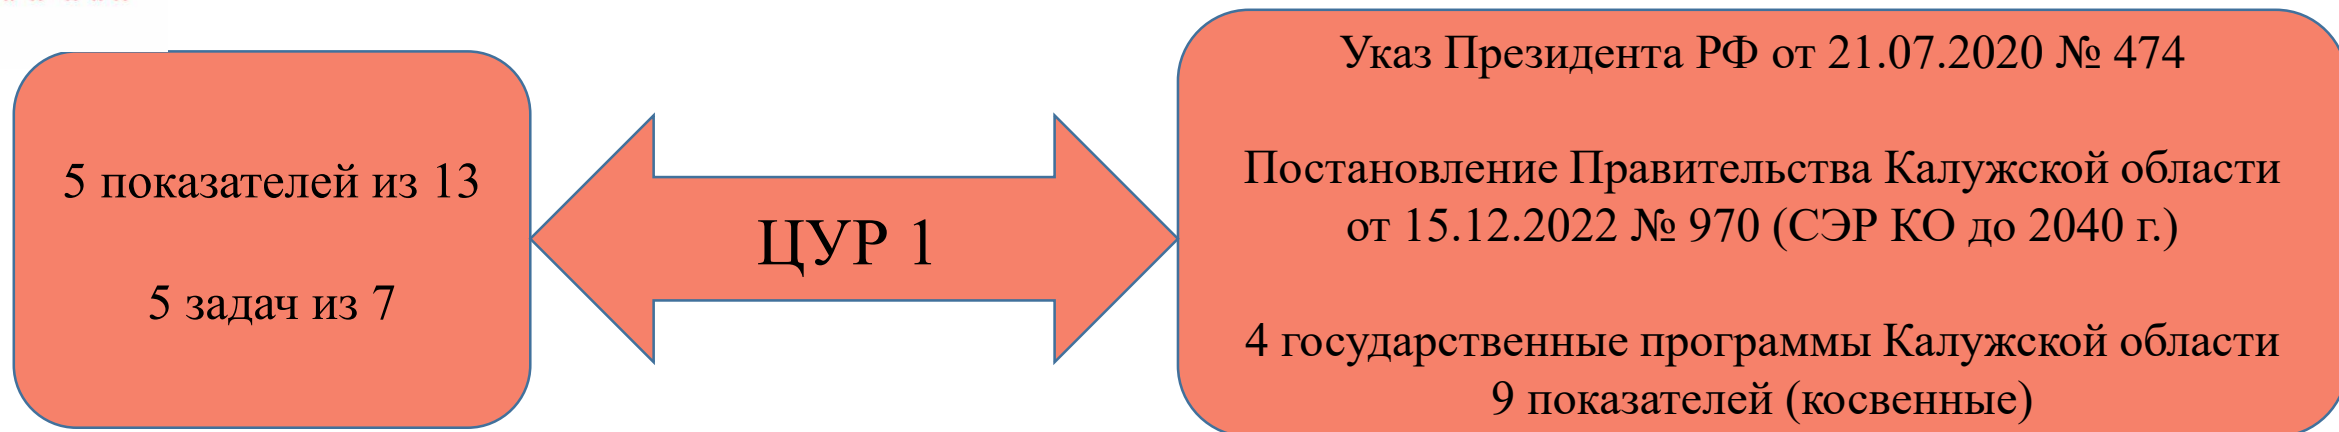 5 показателей из 13
5 задач из 7
ЦУР 1
Указ Президента РФ от 21.07.2020 № 474
Постановление Правительства Калужской области
от 15.12.2022 № 970 (СЭР КО до 2040 г.)
4 государственные программы Калужской области
9 показателей (косвенные)